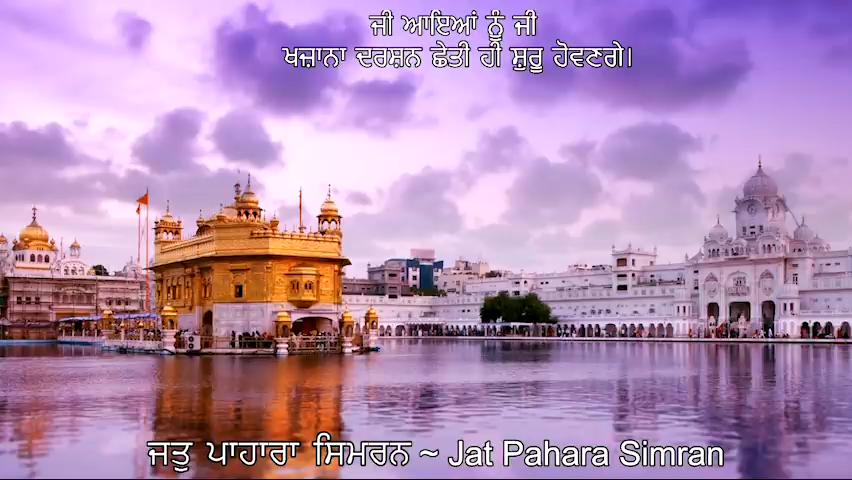 ਜੀ ਆਇਆਂ ਨੂੰ ਜੀ
ਖਜ਼ਾਨਾ ਦਰਸ਼ਨ ਛੇਤੀ ਹੀ ਸ਼ੁਰੂ ਹੋਵਣਗੇ।
ਜਤੁ ਪਾਹਾਰਾ ਸਿਮਰਨ ~ Jat Pahara Simran